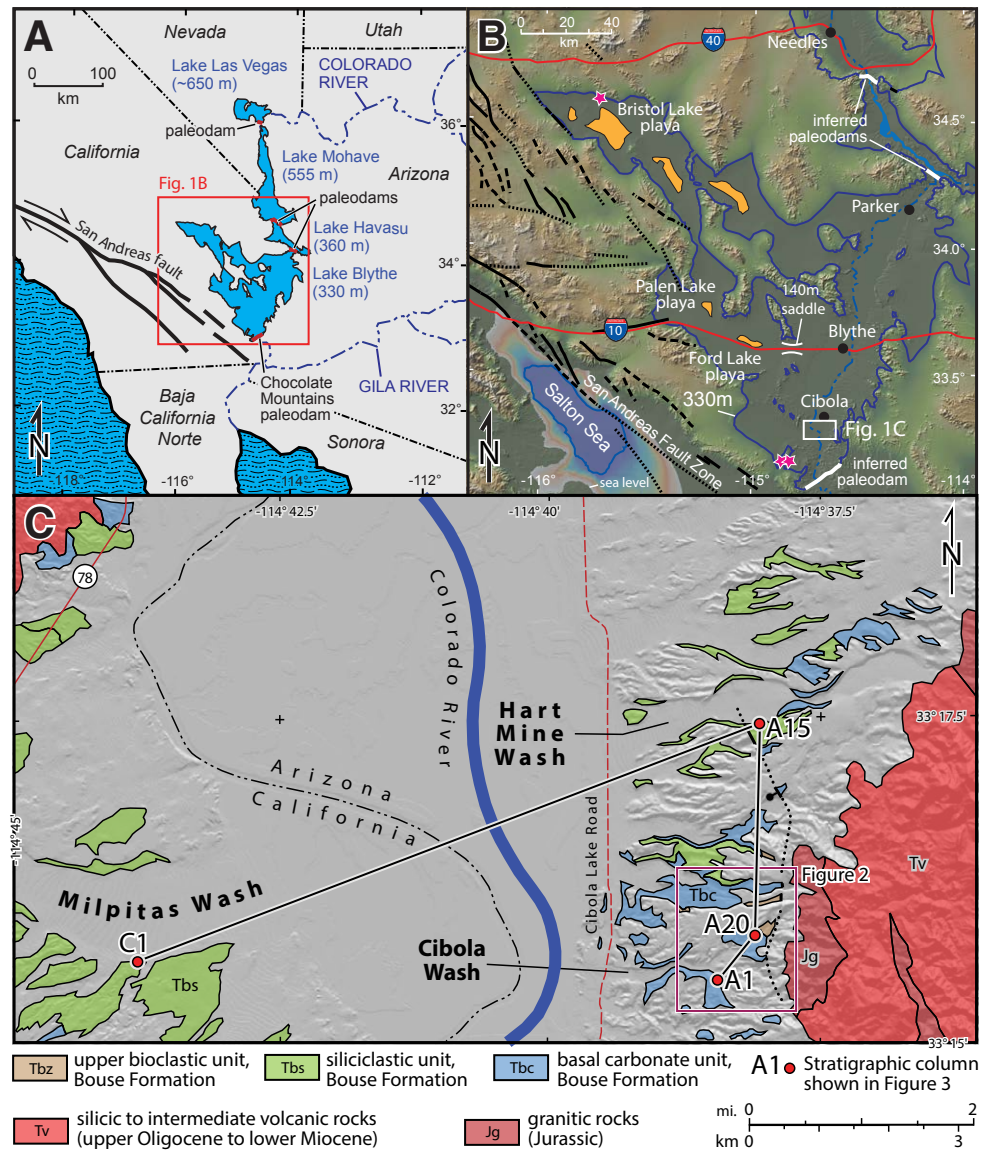 A
Nevada
Utah
0 100
km
Lake Las Vegas
(~650 m)
COLORADO
RIVER
paleodam
36°
California
Lake Mohave
(555 m)
Arizona
Fig. 1B
paleodams
San Andreas fault
Lake Havasu
(360 m)
34°
Lake Blythe
(330 m)
Chocolate
Mountains
paleodam
GILA RIVER
Baja
California
Norte
32°
N
Sonora
-118
-116
-114
-112°
B
0 20 40
km
40
Needles
Bristol Lake
playa
inferred
paleodams
34.5°
Parker
34.0°
Palen Lake
playa
140m
saddle
10
Blythe
Ford Lake
playa
33.5°
330m
Cibola
Fig. 1C
San Andreas Fault Zone
Salton Sea
N
sea level
inferred
paleodam
-116°
-115°
-114°
C
-114° 42.5'
-114° 40'
-114° 37.5'
N
78
Colorado River
Hart
Mine
Wash
A15
33° 17.5'
Arizona
California
-114° 45'
Cibola Lake Road
Milpitas Wash
Figure 2
Tv
Tbc
C1
A20
Cibola
Wash
Jg
Tbs
A1
33° 15'
Tbz upper bioclastic unit,
Bouse Formation
Tbs siliciclastic unit,
Bouse Formation
Tbc basal carbonate unit,
Bouse Formation
A1 Stratigraphic column
shown in Figure 3
Tv silicic to intermediate volcanic rocks
(upper Oligocene to lower Miocene)
Jg granitic rocks
(Jurassic)
mi. 0 2
km 0 3